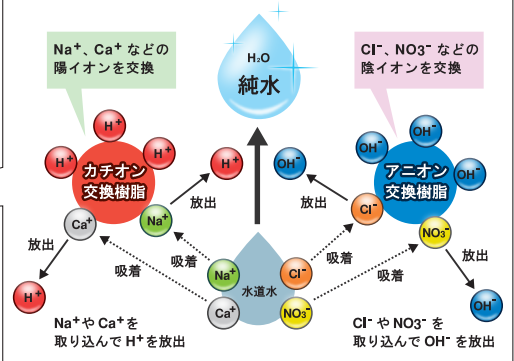 Na⁺、Ca⁺ などの
陽イオンを交換
H₂O
純水
Cl⁻、NO3⁻ などの
陰イオンを交換
H⁺
H⁺
H⁺
カチオン
交換樹脂
H⁺
OH⁻
OH⁻
OH⁻
OH⁻
アニオン
交換樹脂
放出
放出
Ca⁺
Na⁺
Cl⁻
NO3⁻
放出
吸着
吸着
吸着
吸着
放出
Na⁺
Cl⁻
水道水
Ca⁺
NO3⁻
H⁺
OH⁻
Na⁺や Ca⁺を
取り込んで H⁺を放出
Cl⁻や NO3⁻ を
取り込んで OH⁻ を放出